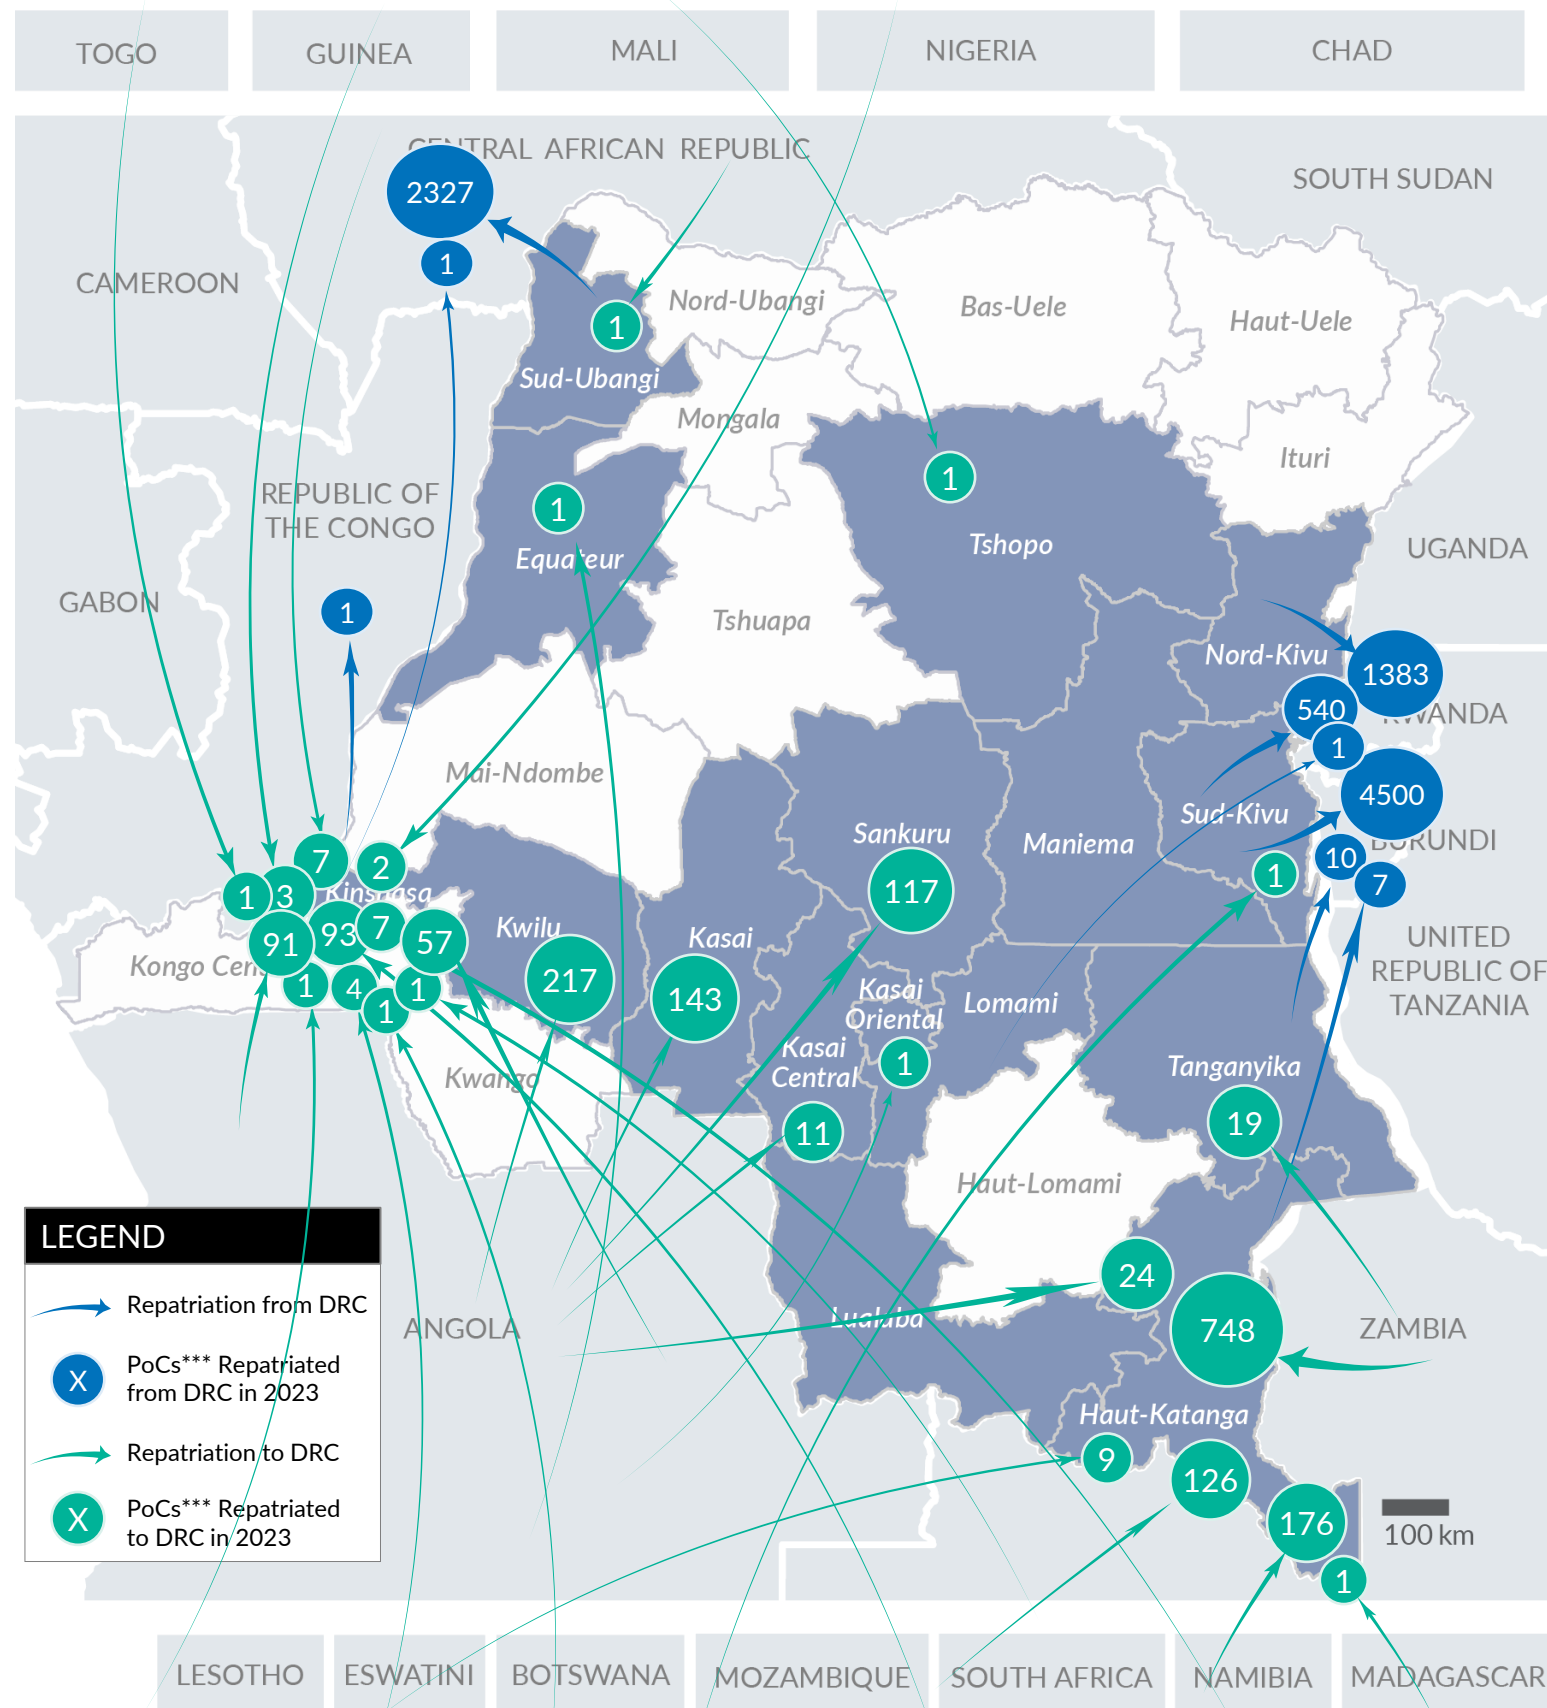 TOGO
GUINEA
MALI
NIGERIA
CHAD
CENTRAL AFRICAN REPUBLIC
SOUTH SUDAN
2327
1
CAMEROON
Nord-Ubangi
Bas-Uele
Haut-Uele
1
Sud-Ubangi
Mongala
Ituri
1
REPUBLIC OF
THE CONGO
1
Equateur
Tshopo
UGANDA
GABON
1
Tshuapa
Nord-Kivu
1383
540
RWANDA
1
Mai-Ndombe
4500
Sud-Kivu
Sankuru
Maniema
BURUNDI
10
7
7
2
1
3
Kinshasa
117
1
91
93
7
57
Kwilu
Kasai
UNITED
REPUBLIC OF
TANZANIA
Kongo Cen
1
4
1
1
217
143
Kasai
Oriental
Lomami
Kasai
Central
1
Kwango
Tanganyika
11
19
Haut-Lomami
LEGEND
Repatriation from DRC
X
PoCs*** Repatriated
from DRC in 2023
Repatriation to DRC
X
PoCs*** Repatriated
to DRC in 2023
24
ANGOLA
Lualuba
748
ZAMBIA
Haut-Katanga
9
126
176
100 km
1
LESOTHO
ESWATINI
BOTSWANA
MOZAMBIQUE
SOUTH AFRICA
NAMIBIA
MADAGASCAR